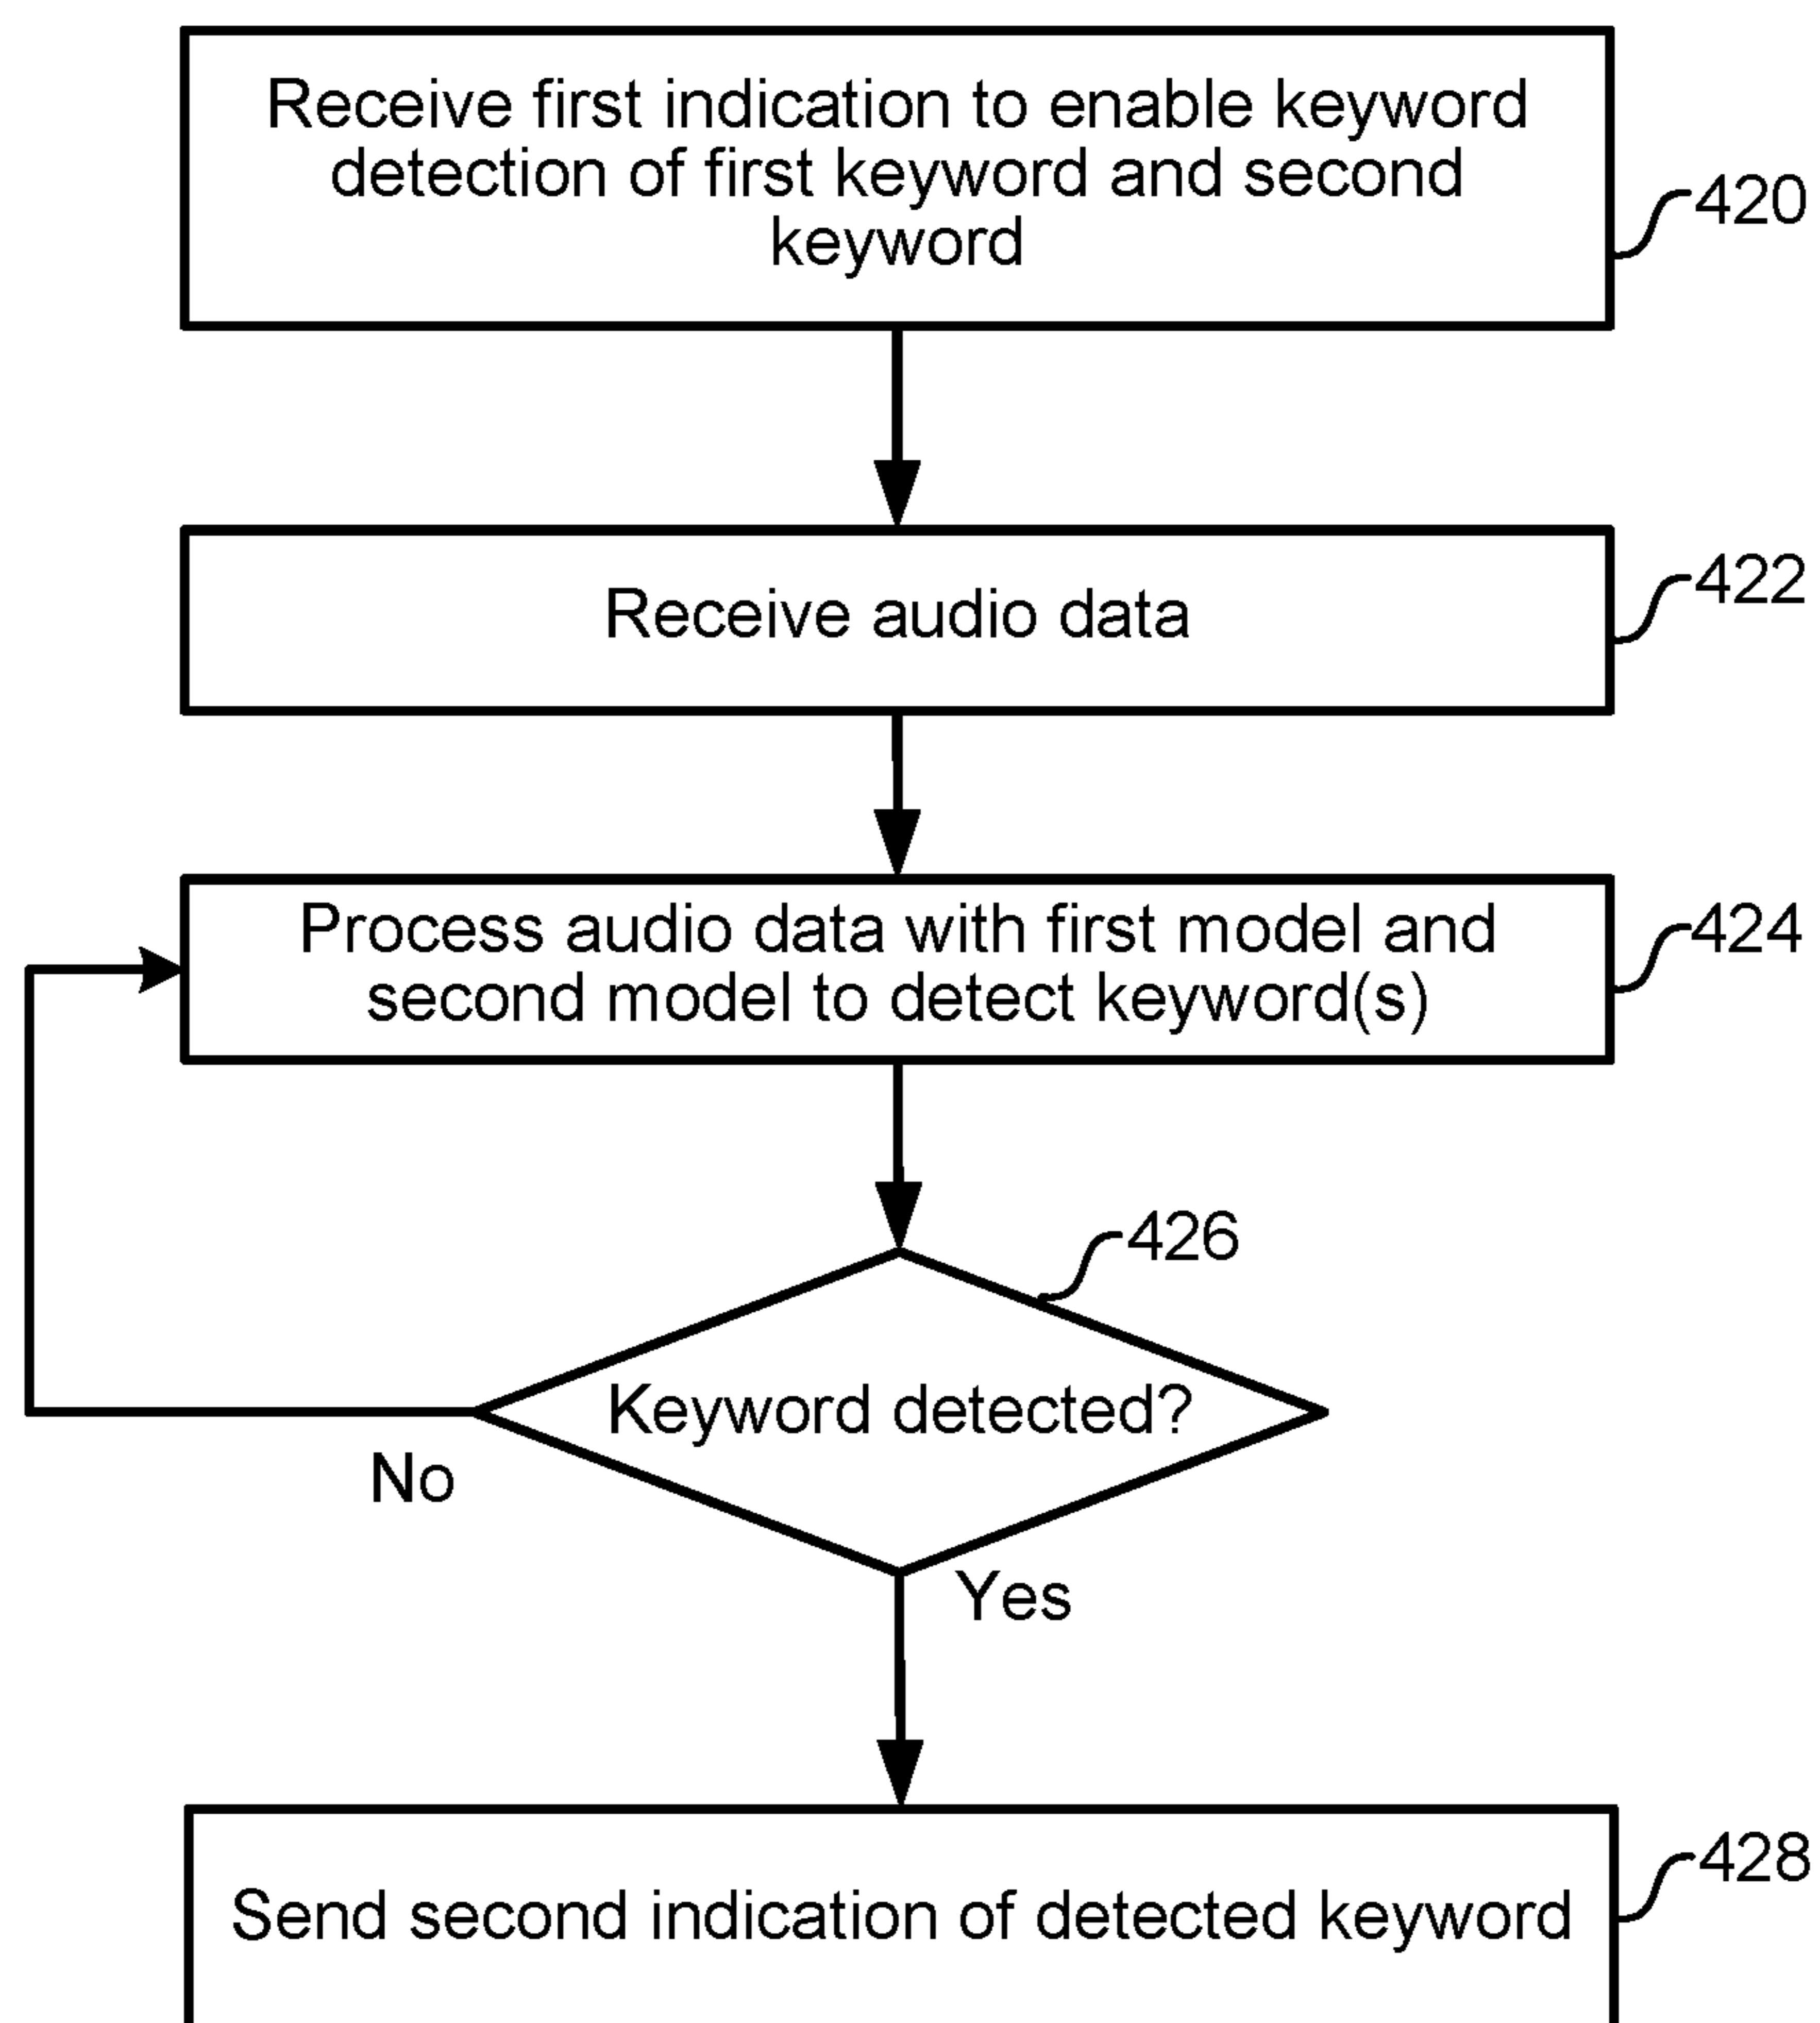 Receive first indication to enable keyword
detection of first keyword and second
keyword
420
Receive audio data
422
Process audio data with first model and
second model to detect keyword(s)
424
426
Keyword detected?
No
Yes
Send second indication of detected keyword
428